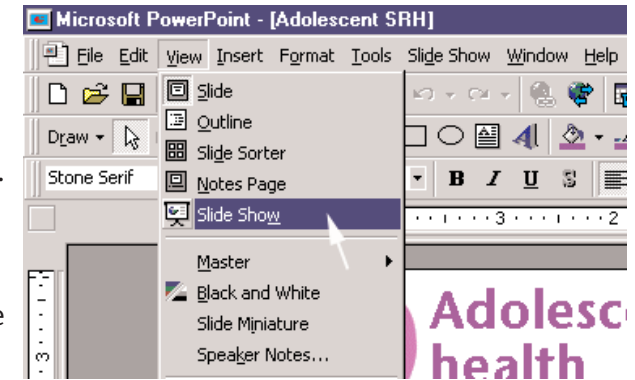 Microsoft PowerPoint - [Adolescent SRH]
File Edit View Insert Format Tools Slide Show Window Help
Draw
Stone Serif
B I U S
Slide
Outline
Slide Sorter
Notes Page
Slide Show
Master
Black and White
Slide Miniature
Speaker Notes...
3 2
3
Adolesc
health